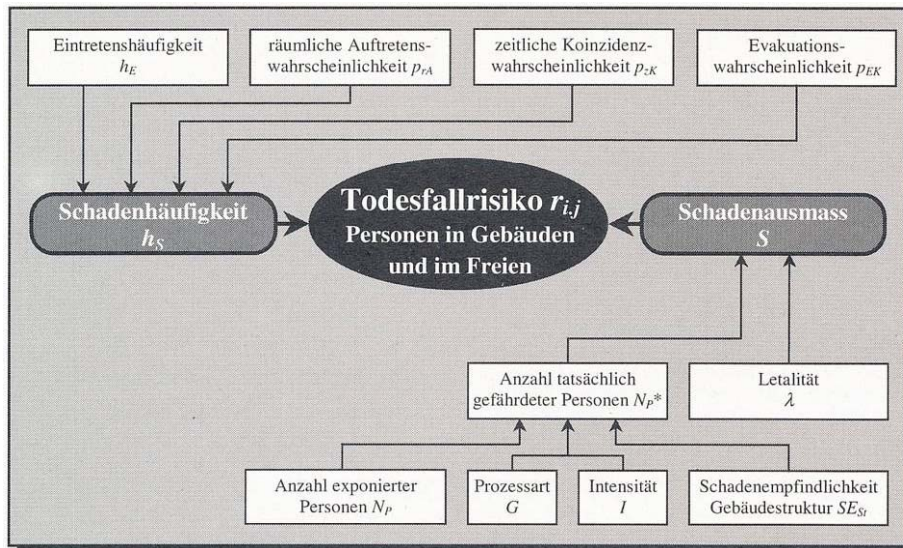 Eintretenshäufigkeit
h_E
räumliche Auftretens-
wahrscheinlichkeit p_rA
zeitliche Koinzidenz-
wahrscheinlichkeit p_zK
Evakuations-
wahrscheinlichkeit p_EK
Schadenhäufigkeit
h_S
Todesfallrisiko r_i.j
Personen in Gebäuden
und im Freien
Schadenausmass
S
Anzahl tatsächlich
gefährdeter Personen N_P*
Letalität
λ
Anzahl exponierter
Personen N_P
Prozessart
G
Intensität
I
Schadenempfindlichkeit
Gebäudestruktur SE_St